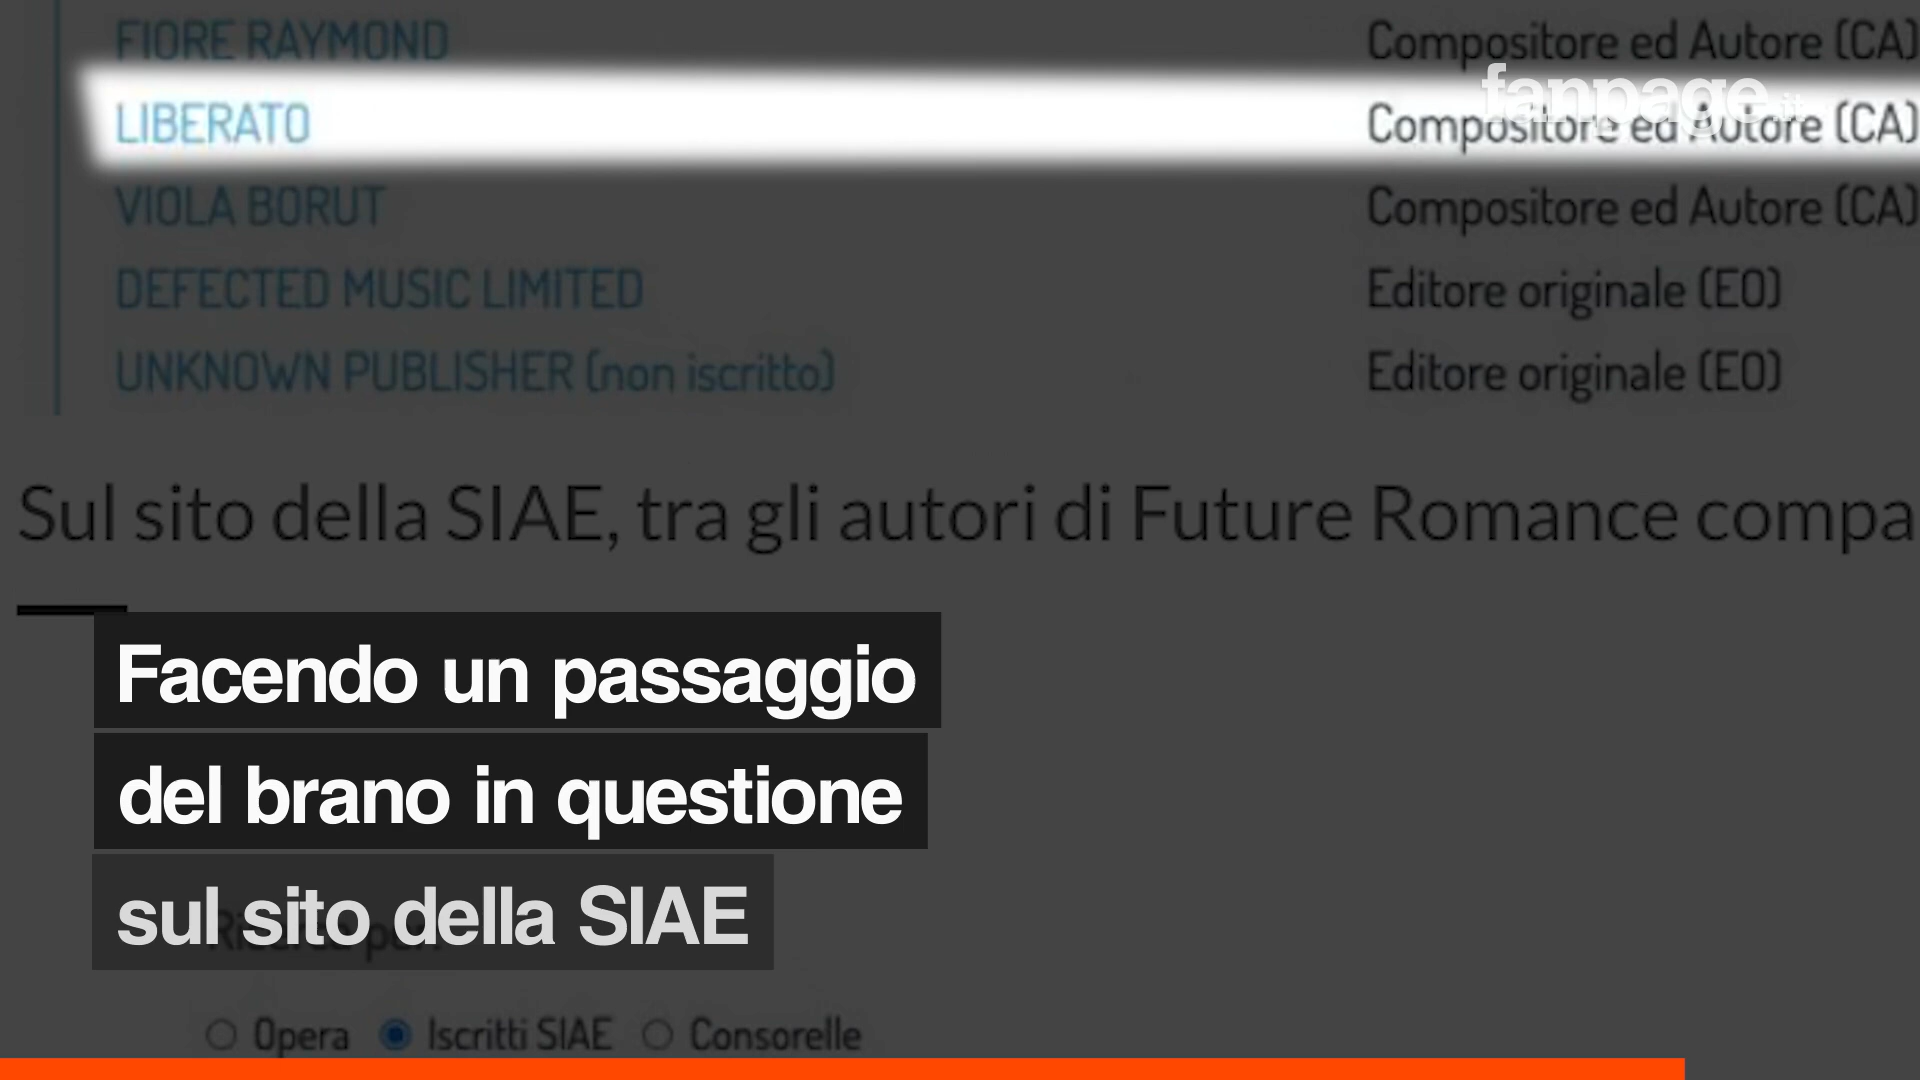 FIORE RAYMOND Compositore ed Autore (CA)
fanpage.it
LIBERATO Compositore ed Autore (CA)
VIOLA BORUT Compositore ed Autore (CA)
DEFECTED MUSIC LIMITED Editore originale (EO)
UNKNOWN PUBLISHER (non iscritto) Editore originale (EO)
Sul sito della SIAE, tra gli autori di Future Romance compa
Facendo un passaggio
del brano in questione
sul sito della SIAE
Opera Iscritti SIAE Consorelle